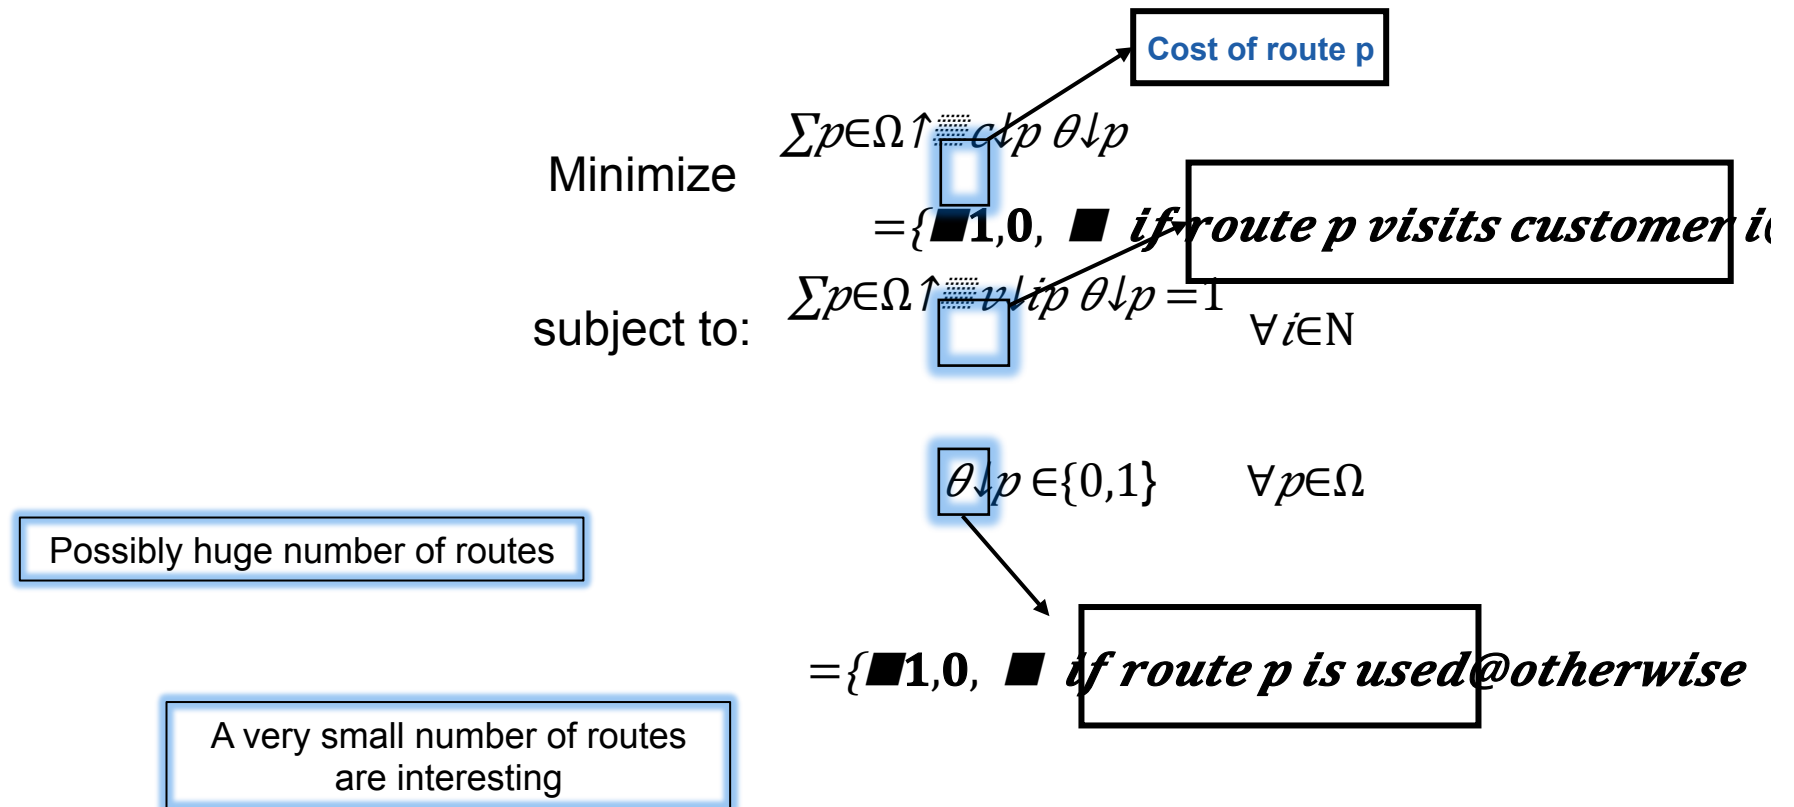 Cost of route p
∑p∈Ω↑▒c↓p θ↓p
Minimize
={■1,0, ■ if route p visits customer i
∑p∈Ω↑▒v↓ip θ↓p =1
subject to:
∀i∈N
θ↓p ∈{0,1} ∀p∈Ω
Possibly huge number of routes
={■1,0, ■ if route p is used@otherwise
A very small number of routes
are interesting